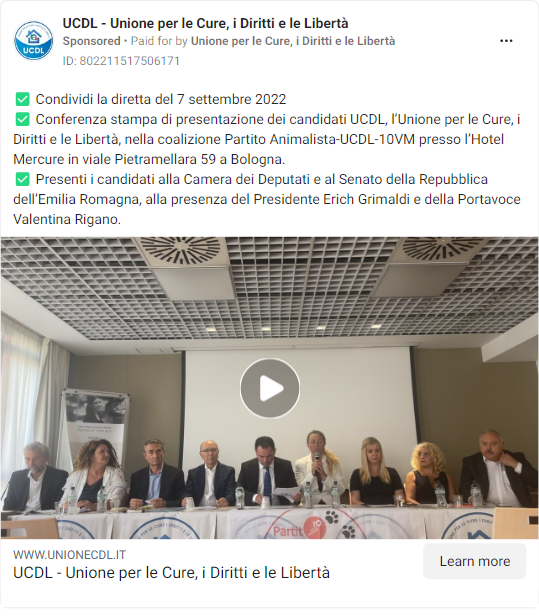 UCDL
UCDL - Unione per le Cure, i Diritti e le Libertà
Sponsored • Paid for by Unione per le Cure, i Diritti e le Libertà
ID: 802211517506171
✅ Condividi la diretta del 7 settembre 2022
✅ Conferenza stampa di presentazione dei candidati UCDL, l'Unione per le Cure, i
Diritti e le Libertà, nella coalizione Partito Animalista-UCDL-10VM presso l'Hotel
Mercure in viale Pietramellara 59 a Bologna.
✅ Presenti i candidati alla Camera dei Deputati e al Senato della Repubblica
dell'Emilia Romagna, alla presenza del Presidente Erich Grimaldi e della Portavoce
Valentina Rigano.
Partit
WWW.UNIONECDL.IT
UCDL - Unione per le Cure, i Diritti e le Libertà
Learn more